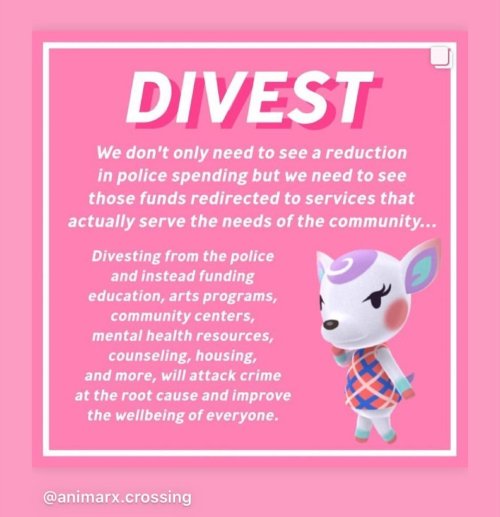 DIVEST
We don't only need to see a reduction
in police spending but we need to see
those funds redirected to services that
actually serve the needs of the community...
Divesting from the police
and instead funding
education, arts programs,
community centers,
mental health resources,
counseling, housing,
and more, will attack crime
at the root cause and improve
the wellbeing of everyone.
@animarx.crossing